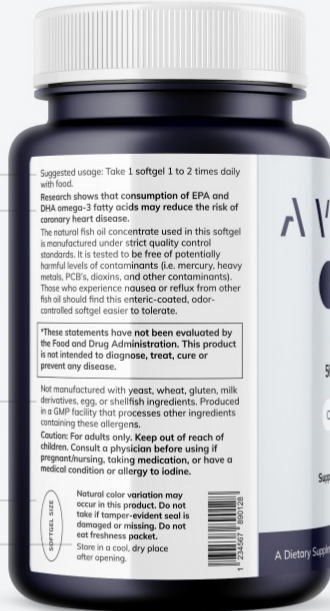 Suggested usage: Take 1 softgel 1 to 2 times daily
with food.
Research shows that consumption of EPA and
DHA omega-3 fatty acids may reduce the risk of
coronary heart disease.
The natural fish oil concentrate used in this softgel
is manufactured under strict quality control
standards. It is tested to be free of potentially
harmful levels of contaminants (i.e. mercury, heavy
metals, PCB's, dioxins, and other contaminants).
Those who experience nausea or reflux from other
fish oil should find this enteric-coated, odor-
controlled softgel easier to tolerate.
*These statements have not been evaluated by
the Food and Drug Administration. This product
is not intended to diagnose, treat, cure or
prevent any disease.
Not manufactured with yeast, wheat, gluten, milk
derivatives, egg, or shellfish ingredients. Produced
in a GMP facility that processes other ingredients
containing these allergens.
Caution: For adults only. Keep out of reach of
children. Consult a physician before using if
pregnant/nursing, taking medication, or have a
medical condition or allergy to iodine.
SOFTGEL SIZE
Natural color variation may
occur in this product. Do not
take if tamper-evident seal is
damaged or missing. Do not
eat freshness packet.
Store in a cool, dry place
after opening.
1 234567 890128
A Dietary